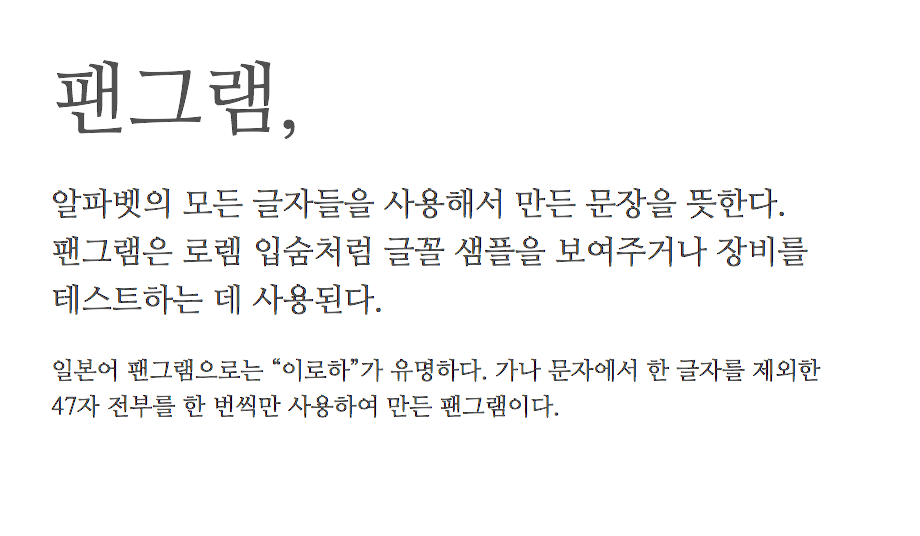 팬그램,
알파벳의 모든 글자들을 사용해서 만든 문장을 뜻한다.
팬그램은 로렘 입숨처럼 글꼴 샘플을 보여주거나 장비를
테스트하는 데 사용된다.
일본어 팬그램으로는 “이로하”가 유명하다. 가나 문자에서 한 글자를 제외한
47자 전부를 한 번씩만 사용하여 만든 팬그램이다.